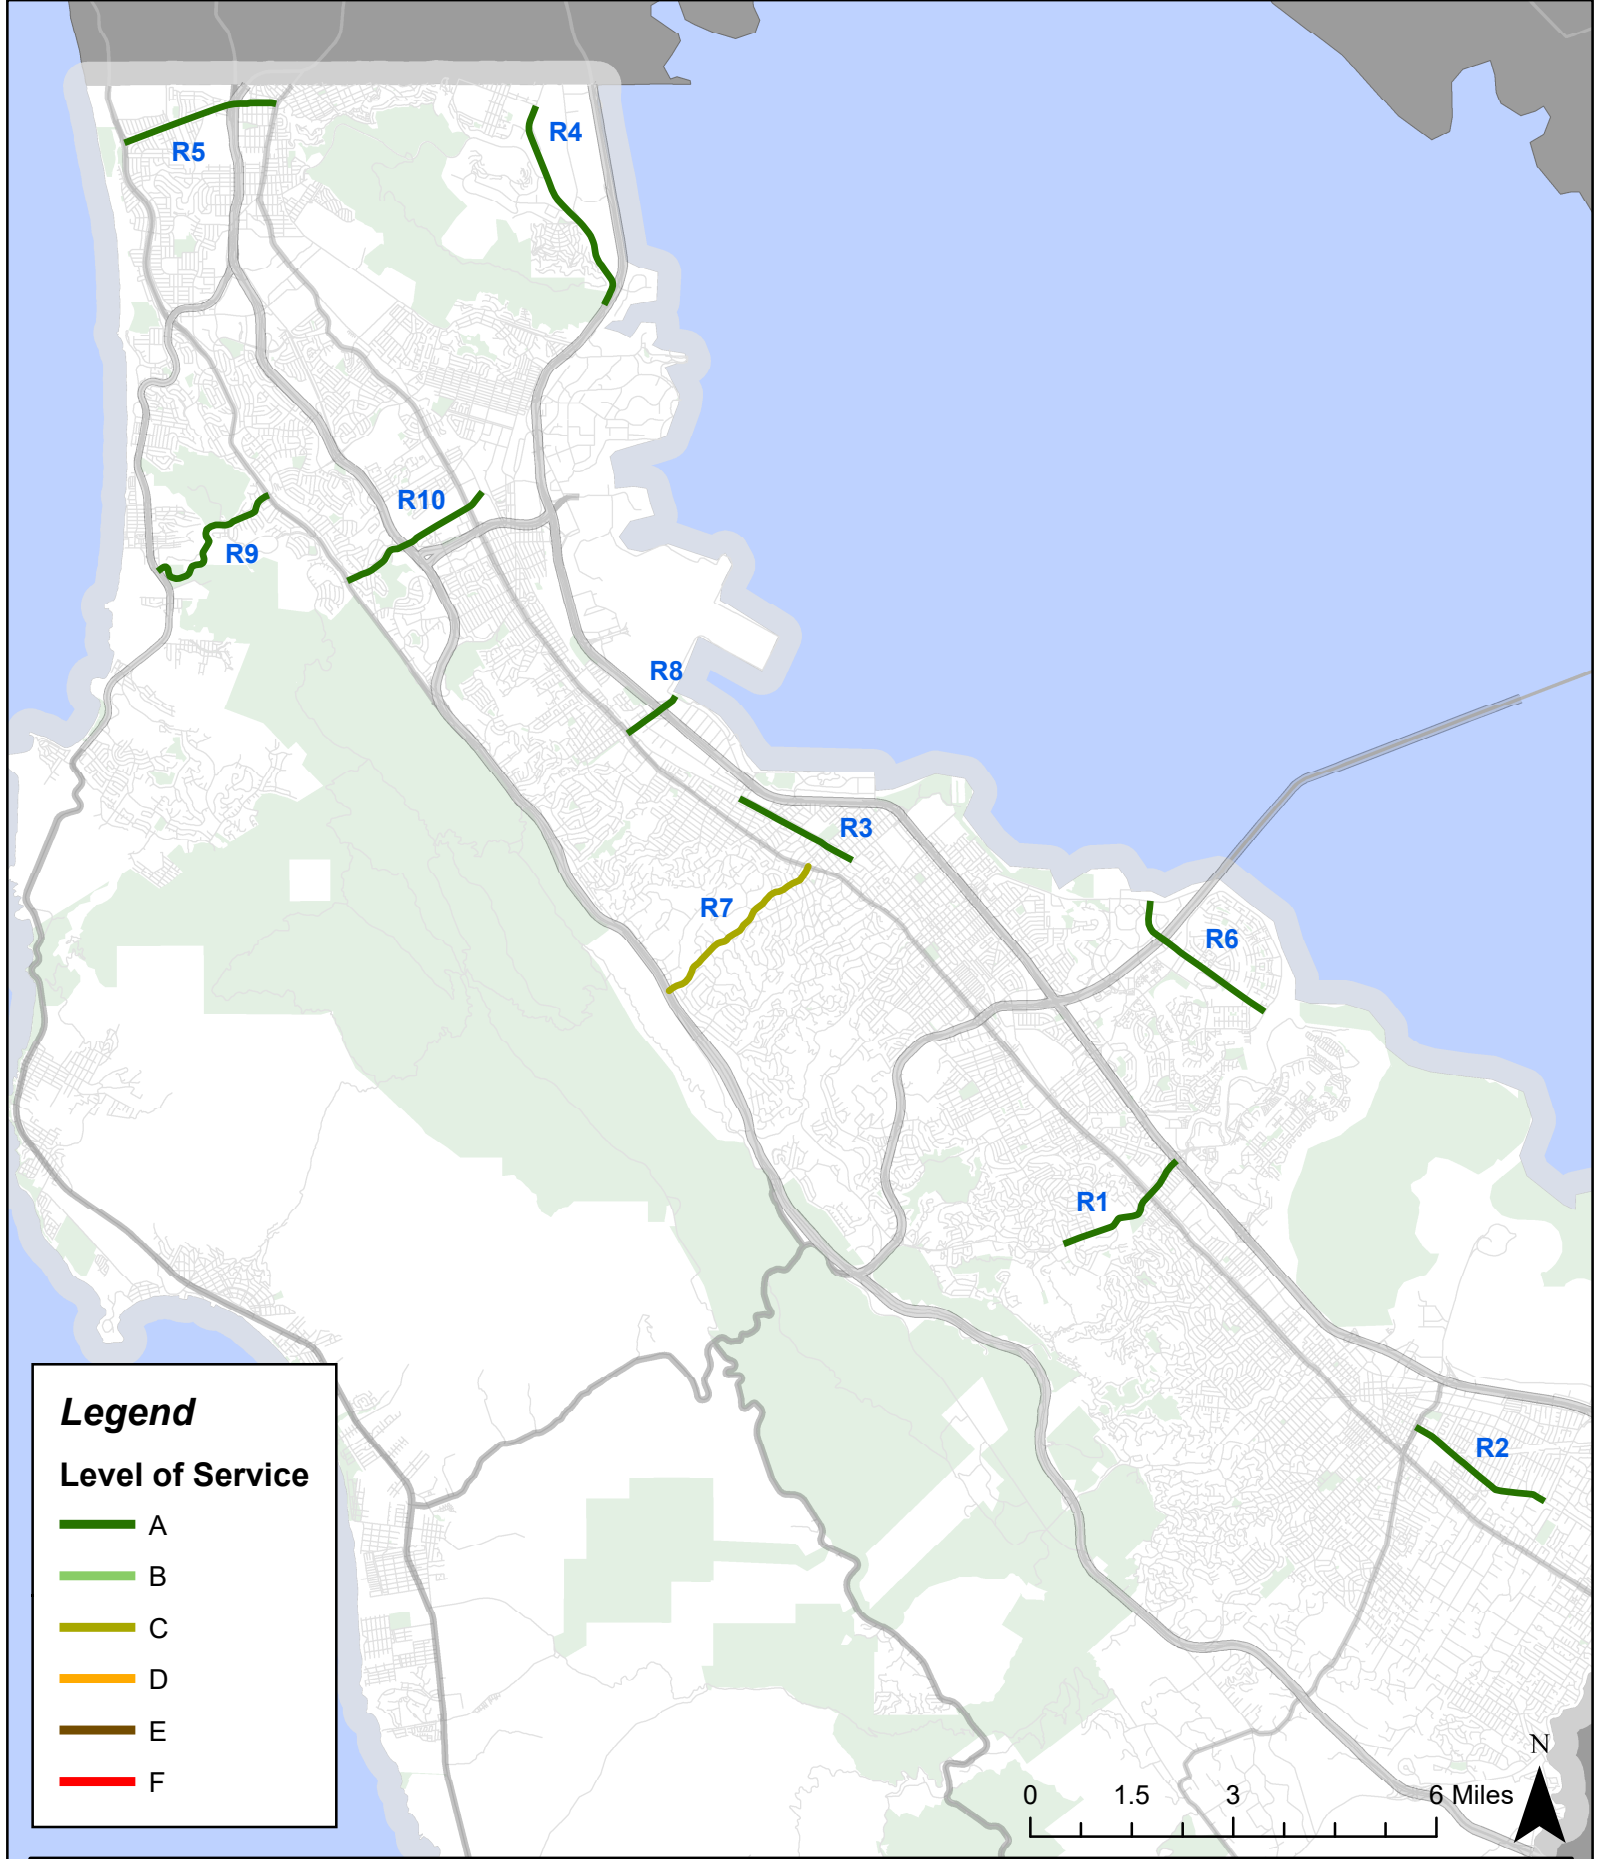 R4
R5
R10
R9
R8
R3
R7
R6
R1
R2
Legend
Level of Service
A
B
C
D
E
F
N
0 1.5 3 6 Miles